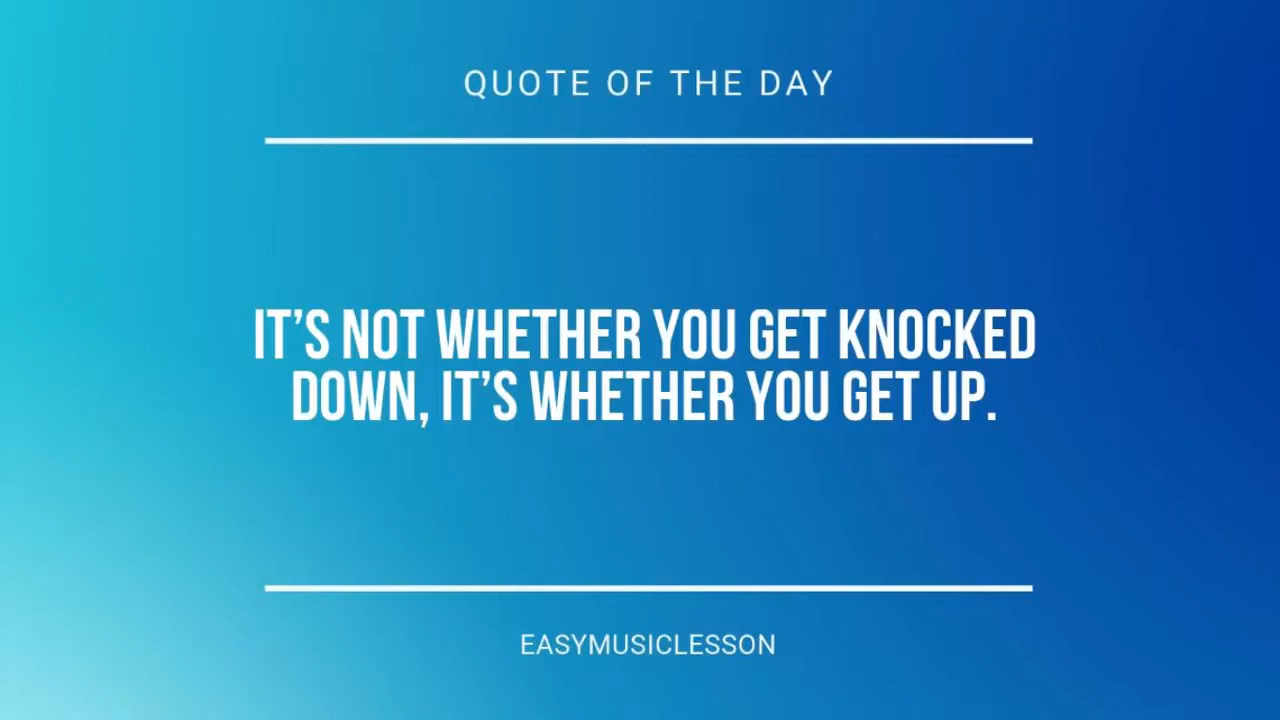 QUOTE OF THE DAY
IT’S NOT WHETHER YOU GET KNOCKED
DOWN, IT’S WHETHER YOU GET UP.
EASYMUSICLESSON